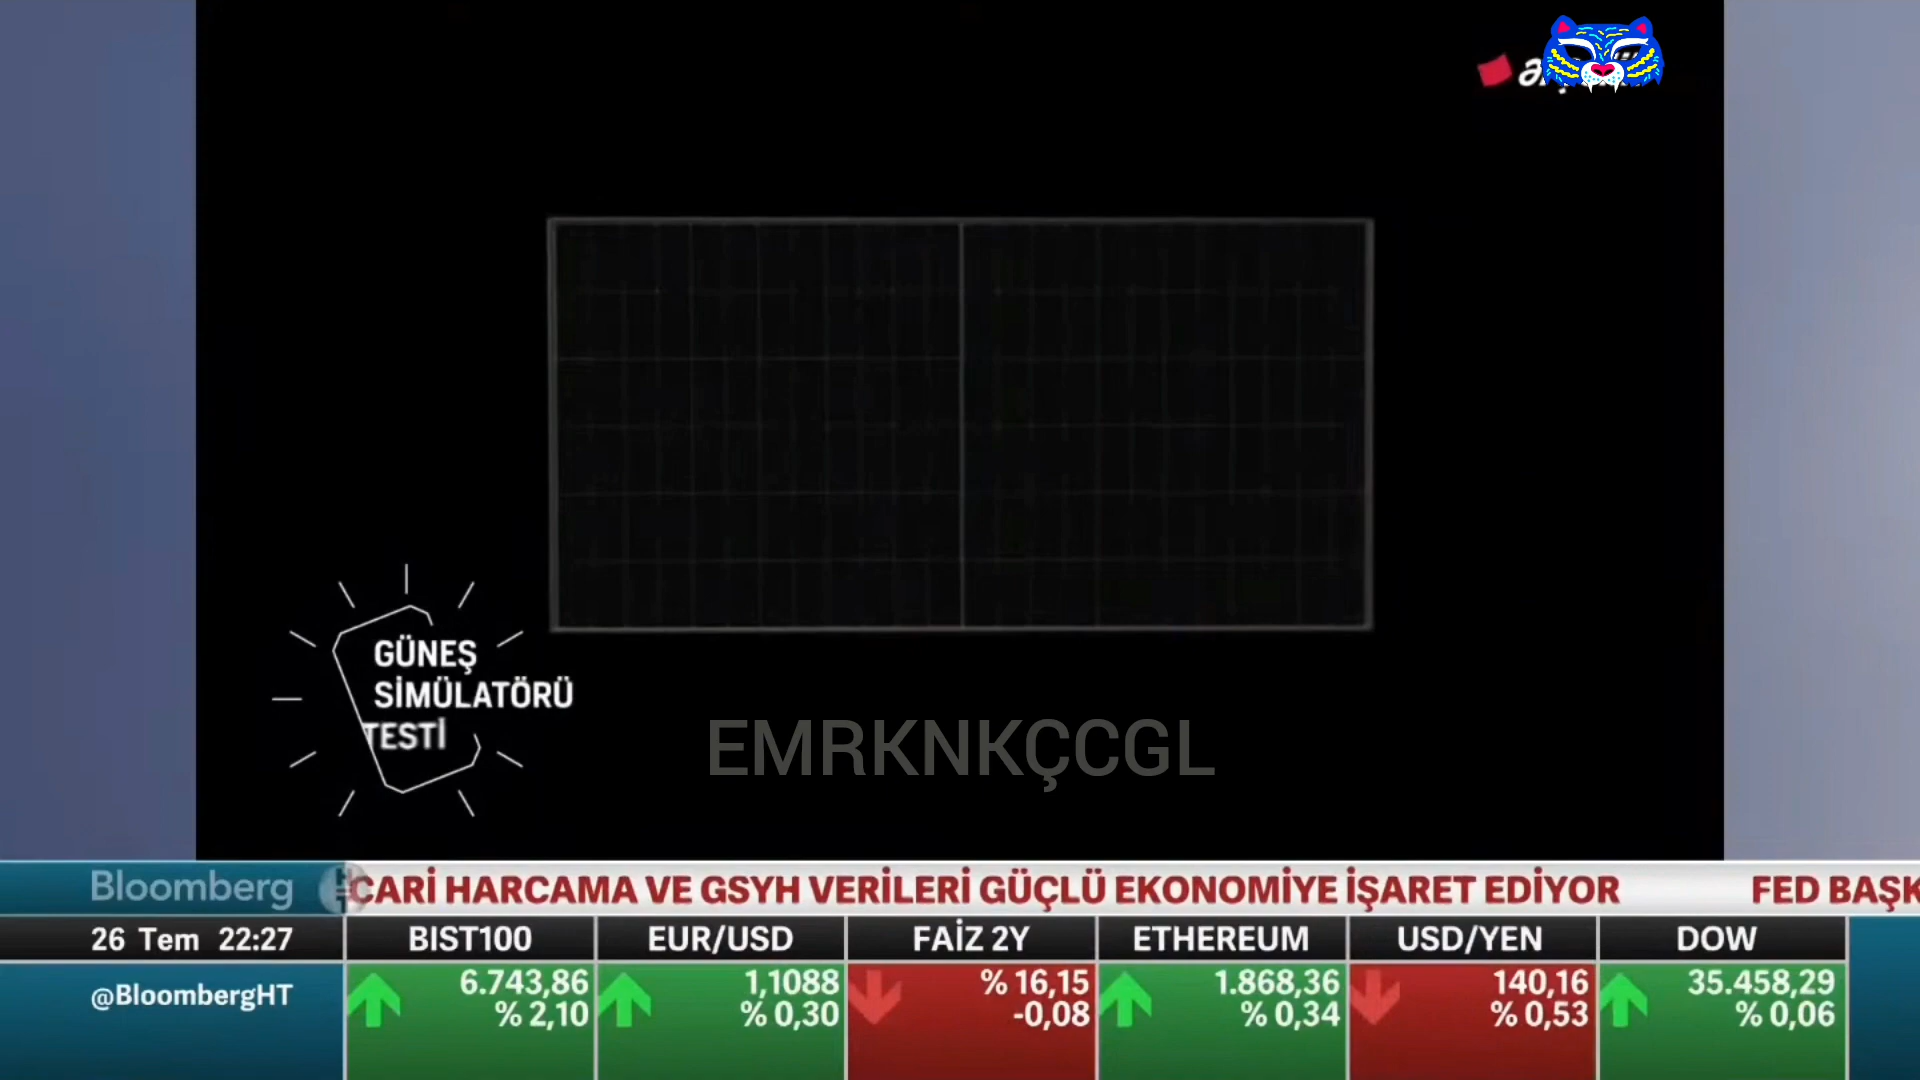 GÜNEŞ
SİMÜLATÖRÜ
TESTİ
EMRKNKÇCGL
Bloomberg
CARİ HARCAMA VE GSYH VERİLERİ GÜÇLÜ EKONOMİYE İŞARET EDİYOR FED
26 Tem 22:27
BIST100 EUR/USD FAİZ 2Y ETHEREUM USD/YEN DOW
@BloombergHT
6.743,86 1,1088 % 16,15 1.868,36 140,16 35.458,29
% 2,10 % 0,30 -0,08 % 0,34 % 0,53 % 0,06